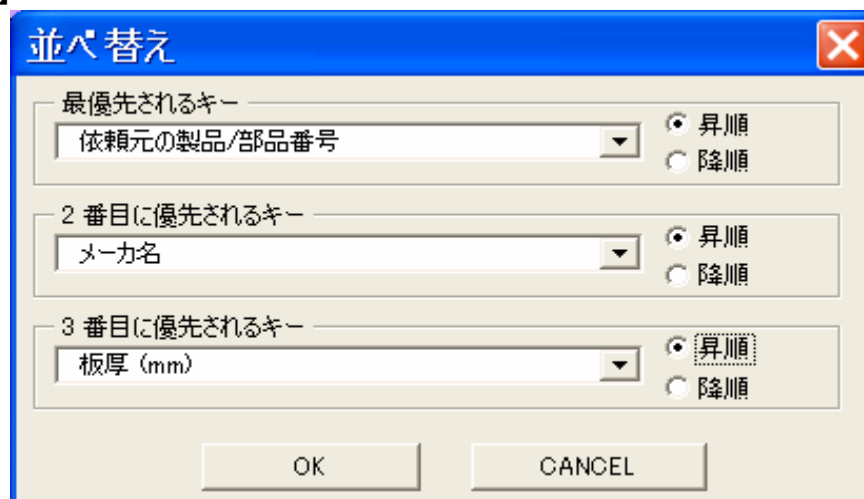 並べ替え
最優先されるキー
依頼元の製品/部品番号
昇順
降順
2 番目に優先されるキー
メーカ名
昇順
降順
3 番目に優先されるキー
板厚 (mm)
昇順
降順
OK
CANCEL